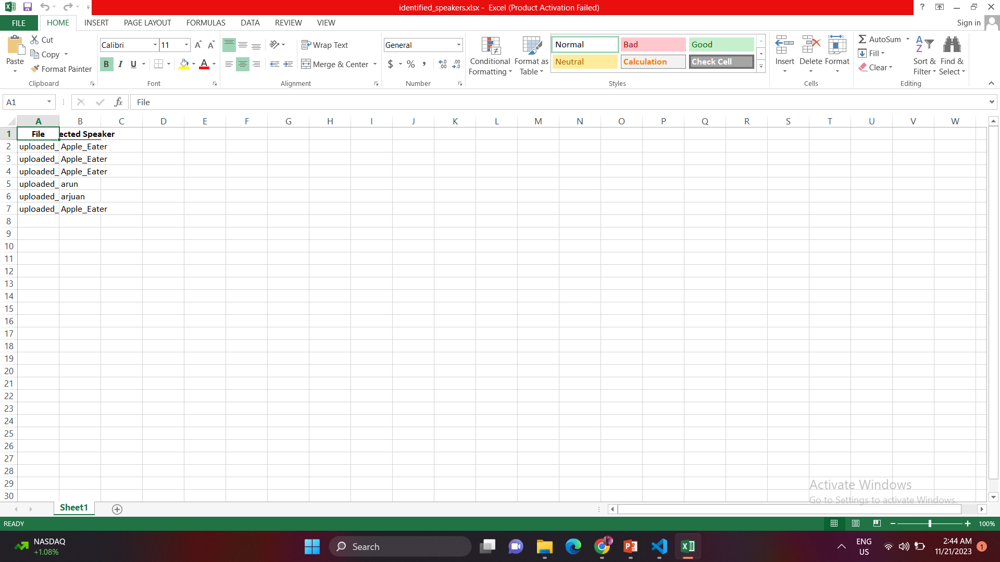 identified_speakers.xlsx - Excel (Product Activation Failed)
FILE HOME INSERT PAGE LAYOUT FORMULAS DATA REVIEW VIEW Sign in
Paste Cut Copy Format Painter
Clipboard
Calibri 11
B I U A
Font
Wrap Text
Merge & Center
Alignment
General
$ % ,
Number
Conditional Formatting Format as Table
Normal Bad Good
Neutral Calculation Check Cell
Styles
Insert Delete Format
Cells
AutoSum
Fill
Clear
Sort & Filter Find & Select
Editing
A1 fx File
A B C D E F G H I J K L M N O P Q R S T U V W
1 File ected Speaker
2 uploaded_ Apple_Eater
3 uploaded_ Apple_Eater
4 uploaded_ Apple_Eater
5 uploaded_ arun
6 uploaded_ arjuan
7 uploaded_ Apple_Eater
8
9
10
11
12
13
14
15
16
17
18
19
20
21
22
23
24
25
26
27
28
29
30
Activate Windows
Go to Settings to activate Windows.
Sheet1
READY 100%
NASDAQ
+1.08%
Search
ENG
US
2:44 AM
11/21/2023
1